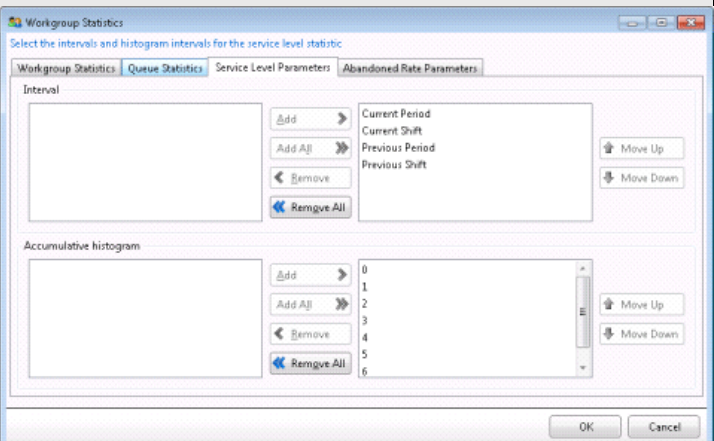 Workgroup Statistics
Select the intervals and histogram intervals for the service level statistic
Workgroup Statistics Queue Statistics Service Level Parameters Abandoned Rate Parameters
Interval
Add
Add All
Remove
Remove All
Current Period
Current Shift
Previous Period
Previous Shift
Move Up
Move Down
Accumulative histogram
Add
Add All
Remove
Remove All
0
1
2
3
4
5
6
Move Up
Move Down
OK Cancel